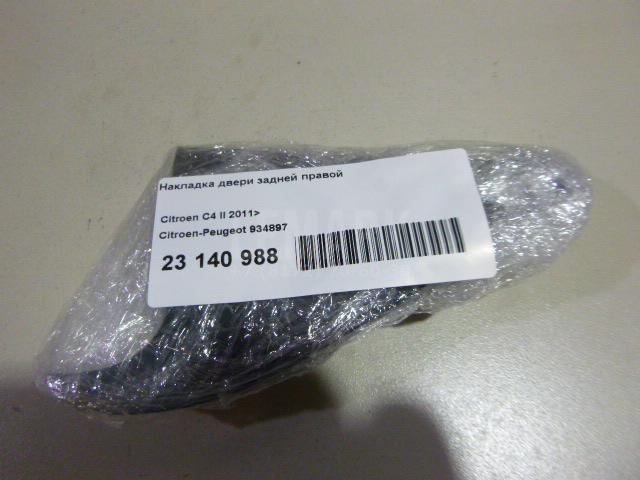 Накладка двери задней правой
Citroen C4 II 2011>
Citroen-Peugeot 934897
23 140 988